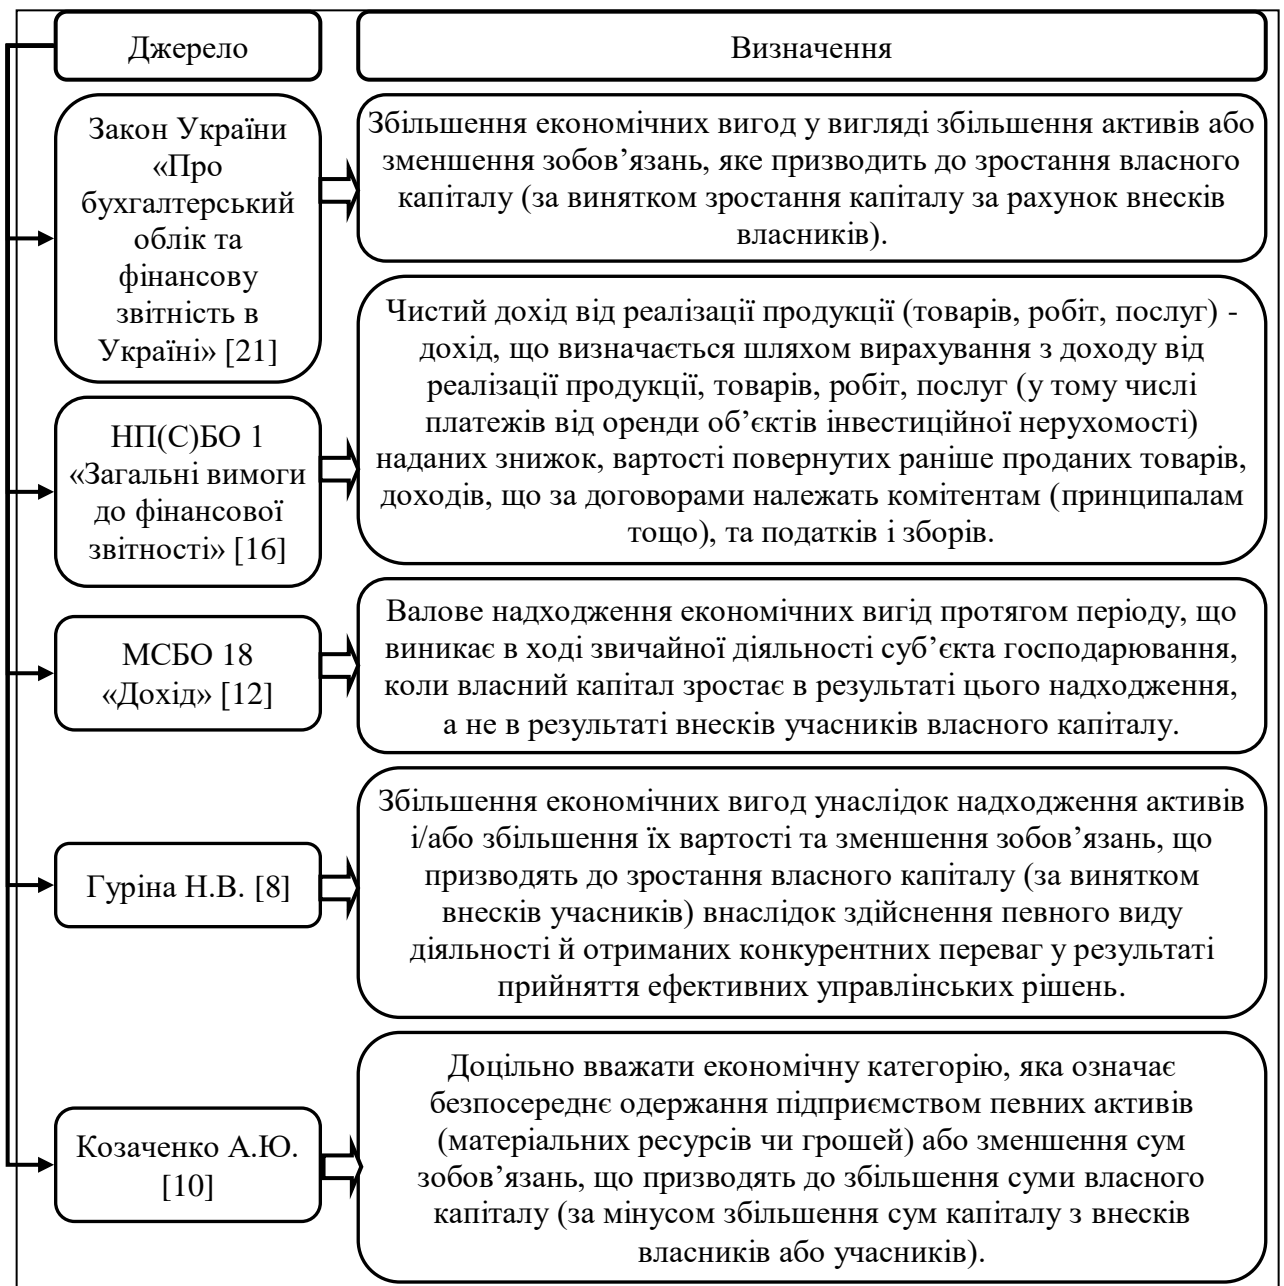 Джерело
Визначення
Закон України
«Про
бухгалтерський
облік та
фінансову
звітність в
Україні» [21]
Збільшення економічних вигод у вигляді збільшення активів або
зменшення зобов’язань, яке призводить до зростання власного
капіталу (за винятком зростання капіталу за рахунок внесків
власників).
НП(С)БО 1
«Загальні вимоги
до фінансової
звітності» [16]
Чистий дохід від реалізації продукції (товарів, робіт, послуг) -
дохід, що визначається шляхом вирахування з доходу від
реалізації продукції, товарів, робіт, послуг (у тому числі
платежів від оренди об’єктів інвестиційної нерухомості)
наданих знижок, вартості повернутих раніше проданих товарів,
доходів, що за договорами належать комітентам (принципалам
тощо), та податків і зборів.
МСБО 18
«Дохід» [12]
Валове надходження економічних вигід протягом періоду, що
виникає в ході звичайної діяльності суб’єкта господарювання,
коли власний капітал зростає в результаті цього надходження,
а не в результаті внесків учасників власного капіталу.
Гуріна Н.В. [8]
Збільшення економічних вигод унаслідок надходження активів
і/або збільшення їх вартості та зменшення зобов’язань, що
призводять до зростання власного капіталу (за винятком
внесків учасників) внаслідок здійснення певного виду
діяльності й отриманих конкурентних переваг у результаті
прийняття ефективних управлінських рішень.
Козаченко А.Ю.
[10]
Доцільно вважати економічну категорію, яка означає
безпосереднє одержання підприємством певних активів
(матеріальних ресурсів чи грошей) або зменшення сум
зобов’язань, що призводять до збільшення суми власного
капіталу (за мінусом збільшення сум капіталу з внесків
власників або учасників).